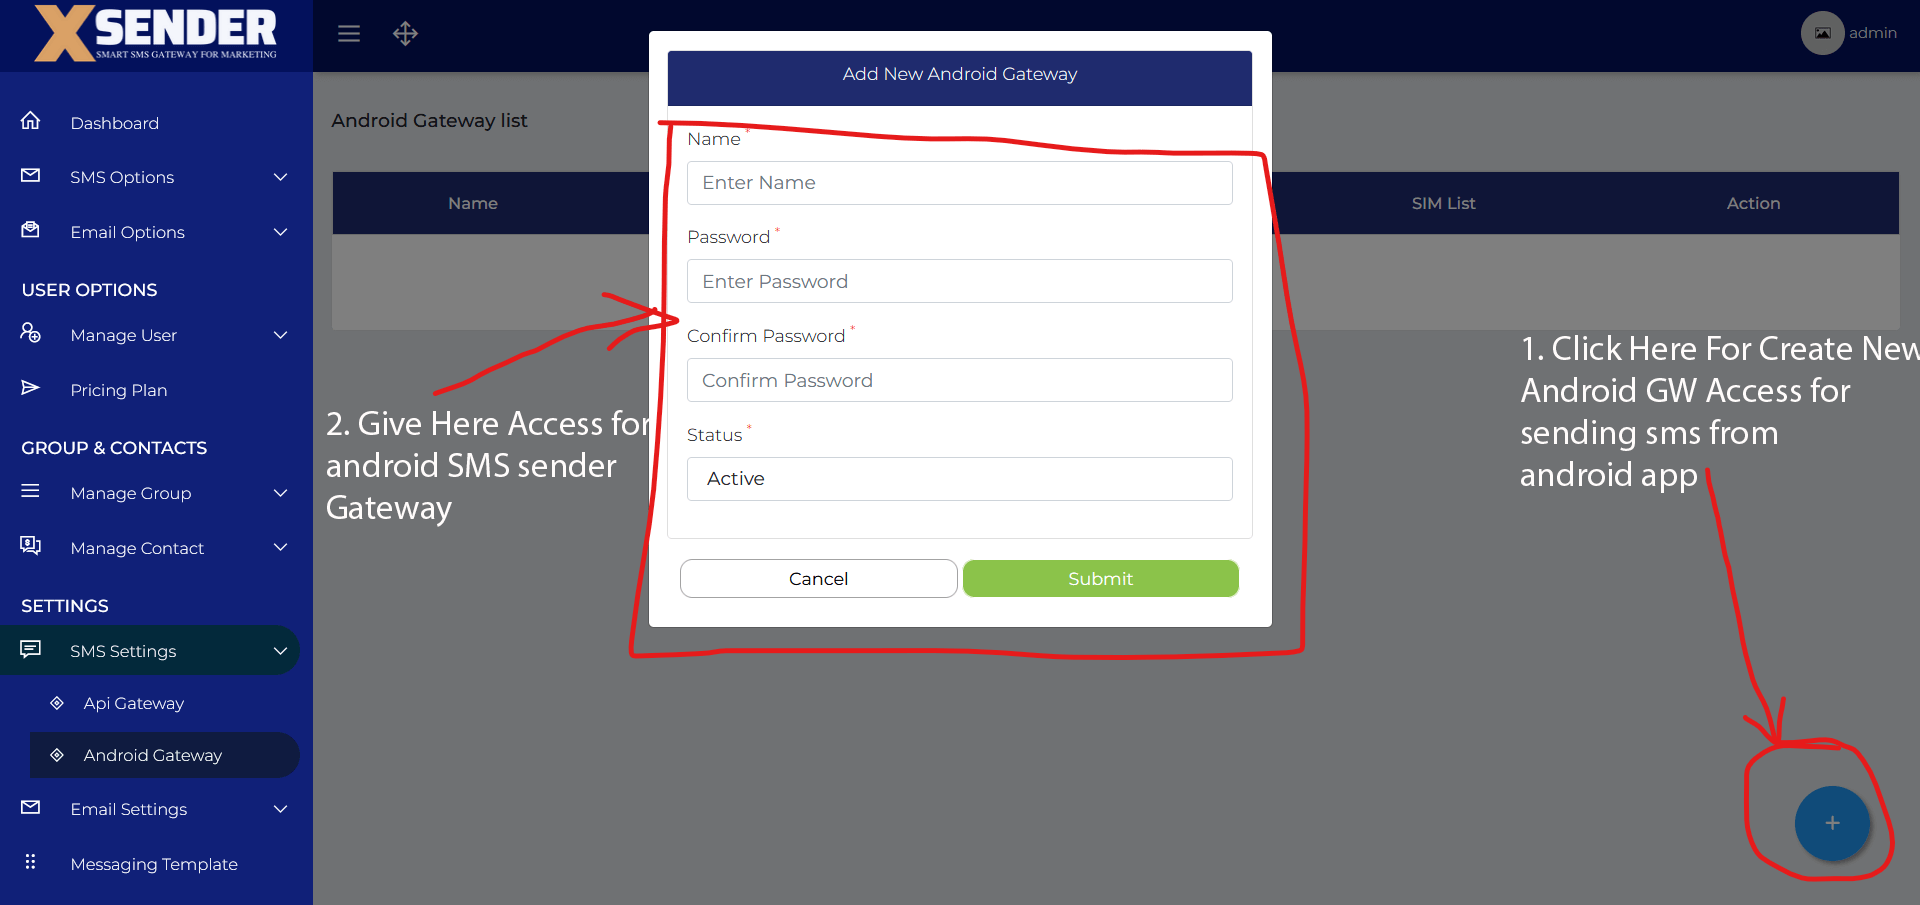 XSENDER
SMART SMS GATEWAY FOR MARKETING
admin
Dashboard
SMS Options
Email Options
USER OPTIONS
Manage User
Pricing Plan
GROUP & CONTACTS
Manage Group
Manage Contact
SETTINGS
SMS Settings
Api Gateway
Android Gateway
Email Settings
Messaging Template
Android Gateway list
Name
SIM List
Action
Add New Android Gateway
Name *
Enter Name
Password *
Enter Password
Confirm Password *
Confirm Password
Status *
Active
Cancel
Submit
1. Click Here For Create New
Android GW Access for
sending sms from
android app
2. Give Here Access for
android SMS sender
Gateway